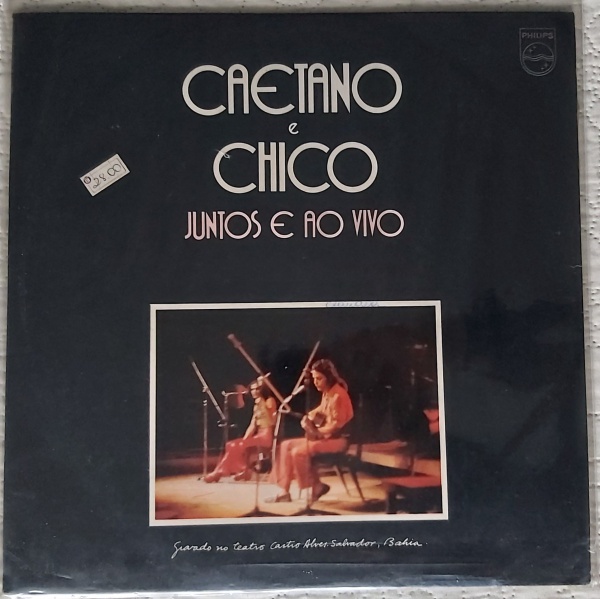 PHILIPS
CAETANO
e
CHICO
28.00
JUNTOS E AO VIVO
Gravado no teatro Castro Alves. Salvador, Bahia.